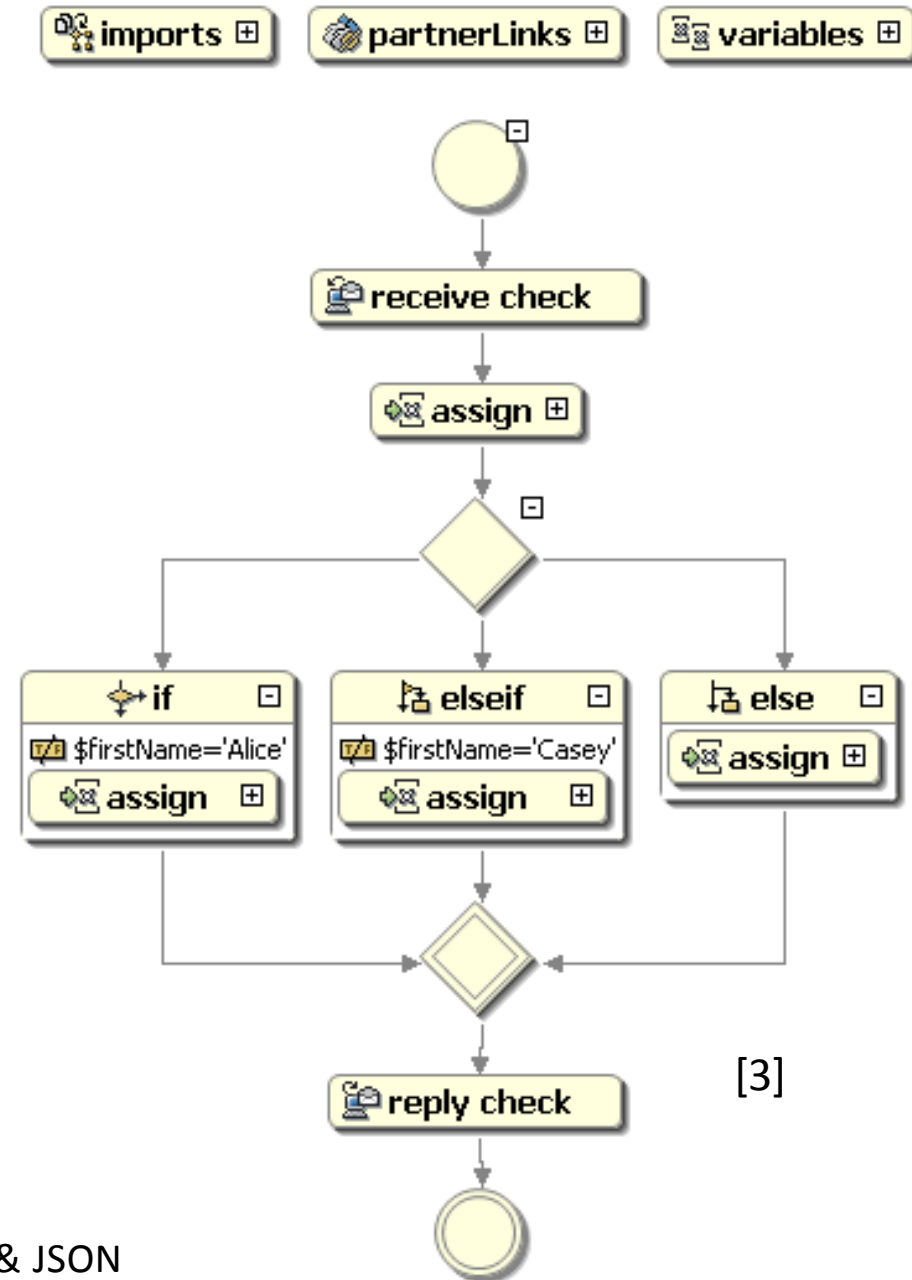 imports
partnerLinks
variables
receive check
assign
if
elseif
else
T/F $firstName='Alice'
T/F $firstName='Casey'
assign
assign
assign
[3]
reply check
& JSON